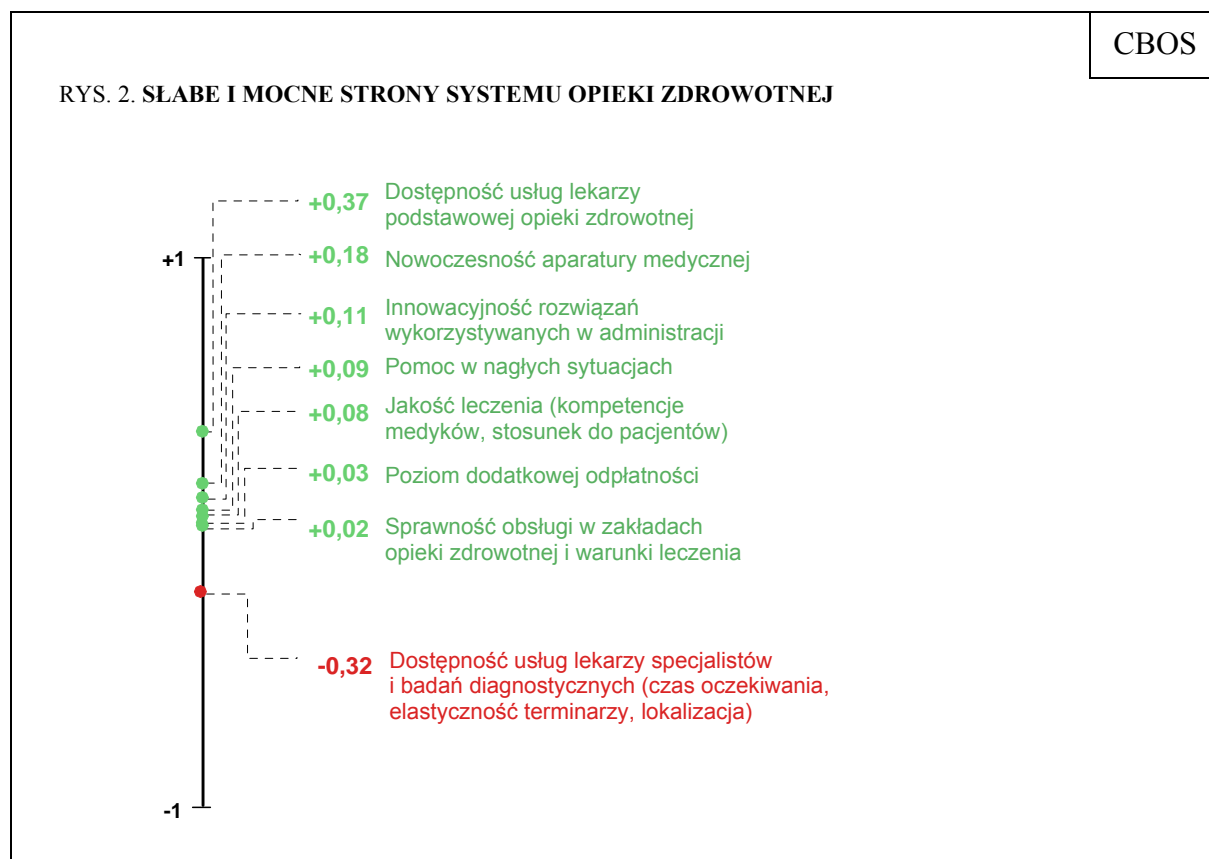 CBOS
RYS. 2. SŁABE I MOCNE STRONY SYSTEMU OPIEKI ZDROWOTNEJ
+0,37 Dostępność usług lekarzy
podstawowej opieki zdrowotnej
+1
+0,18 Nowoczesność aparatury medycznej
+0,11 Innowacyjność rozwiązań
wykorzystywanych w administracji
+0,09 Pomoc w nagłych sytuacjach
+0,08 Jakość leczenia (kompetencje
medyków, stosunek do pacjentów)
+0,03 Poziom dodatkowej odpłatności
+0,02 Sprawność obsługi w zakładach
opieki zdrowotnej i warunki leczenia
-0,32 Dostępność usług lekarzy specjalistów
i badań diagnostycznych (czas oczekiwania,
elastyczność terminarzy, lokalizacja)
-1